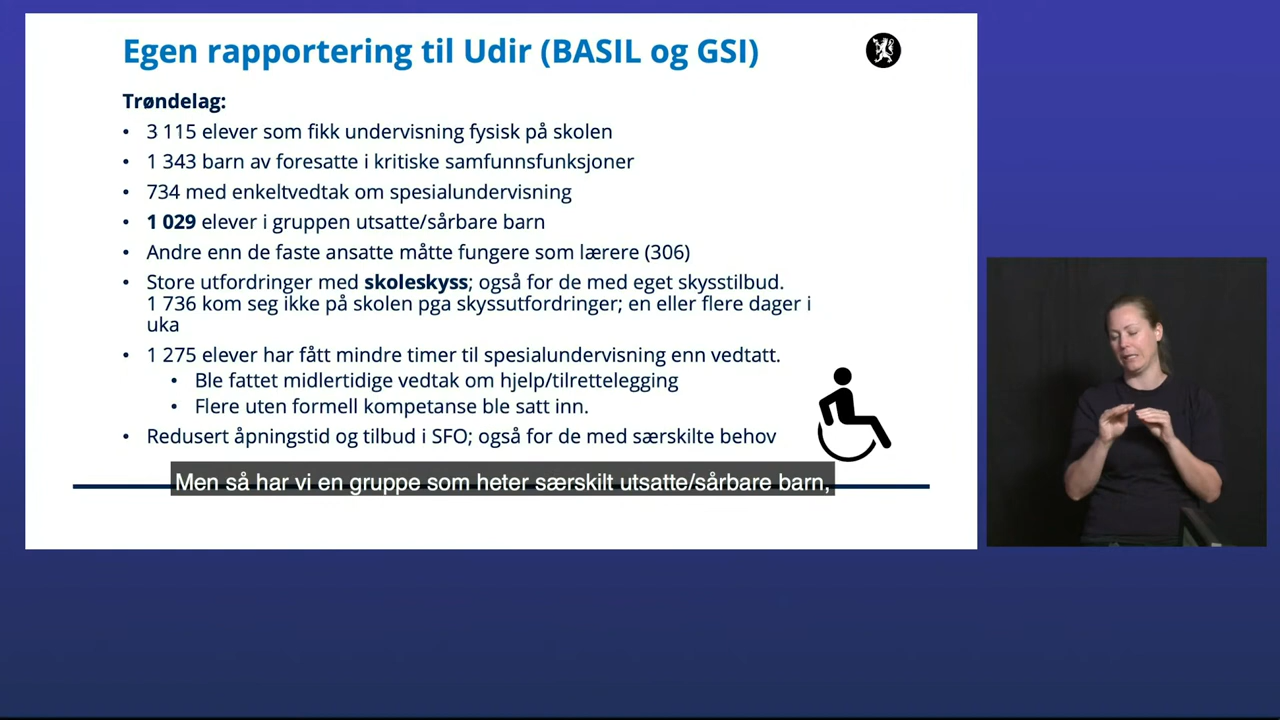 Egen rapportering til Udir (BASIL og GSI)
Trøndelag:
• 3 115 elever som fikk undervisning fysisk på skolen
• 1 343 barn av foresatte i kritiske samfunnsfunksjoner
• 734 med enkeltvedtak om spesialundervisning
• 1 029 elever i gruppen utsatte/sårbare barn
• Andre enn de faste ansatte måtte fungere som lærere (306)
• Store utfordringer med skoleskyss; også for de med eget skysstilbud.
1 736 kom seg ikke på skolen pga skyssutfordringer; en eller flere dager i
uka
• 1 275 elever har fått mindre timer til spesialundervisning enn vedtatt.
• Ble fattet midlertidige vedtak om hjelp/tilrettelegging
• Flere uten formell kompetanse ble satt inn.
• Redusert åpningstid og tilbud i SFO; også for de med særskilte behov
Men så har vi en gruppe som heter særskilt utsatte/sårbare barn,